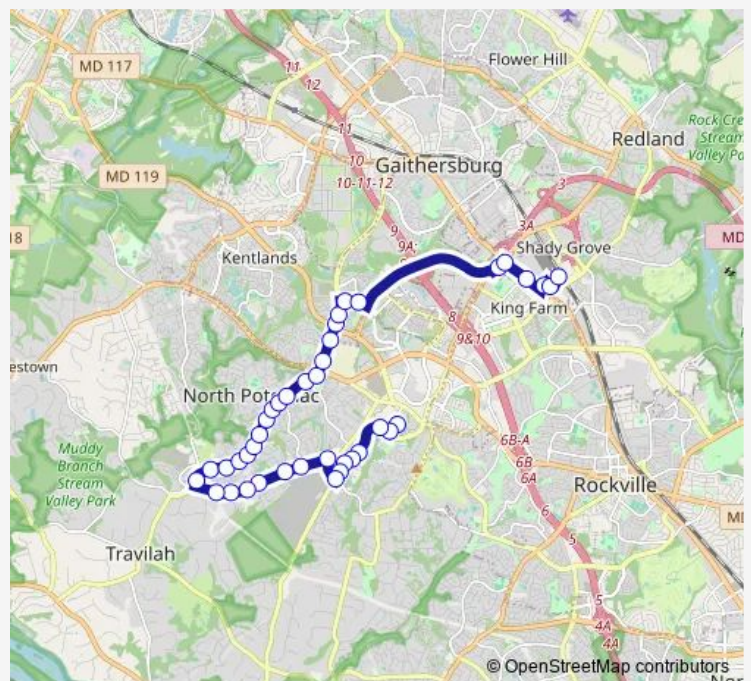 Flower Hill
MD 117
11
12
Rock Cre
Stream
Valley Pa
11
Redland
10
Gaithersburg
MD 119
10-11-12
3
3A
9
9A
18
Kentlands
Shady Grove
MD
8
King Farm
9&10
estown
North Potomac
6B-A
Muddy
Branch
Stream
Valley Park
6B
6A
Rockville
6
MD
5
Travilah
5
4A
4A
© OpenStreetMap contributors